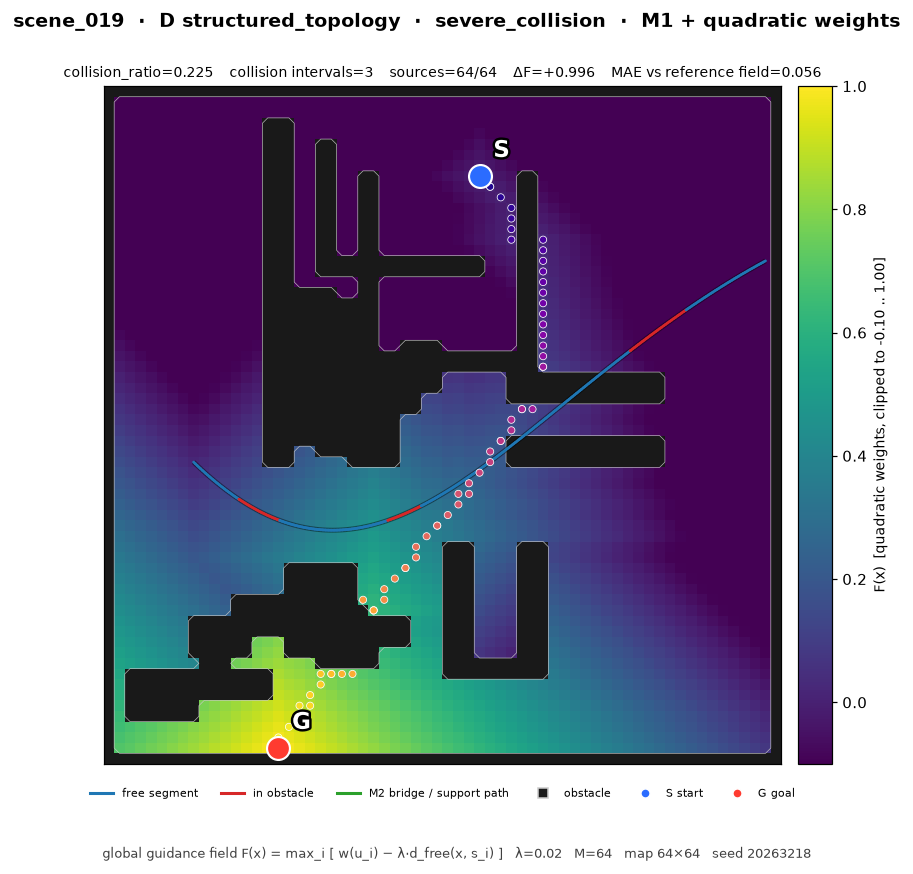 scene_019 · D structured_topology · severe_collision · M1 + quadratic weights
collision_ratio=0.225 collision intervals=3 sources=64/64 ΔF=+0.996 MAE vs reference field=0.056
S
G
1.0
0.8
0.6
0.4
0.2
0.0
F(x) [quadratic weights, clipped to -0.10 .. 1.00]
free segment
in obstacle
M2 bridge / support path
obstacle
S start
G goal
global guidance field F(x) = max_i [ w(u_i) − λ·d_free(x, s_i) ] λ=0.02 M=64 map 64×64 seed 20263218